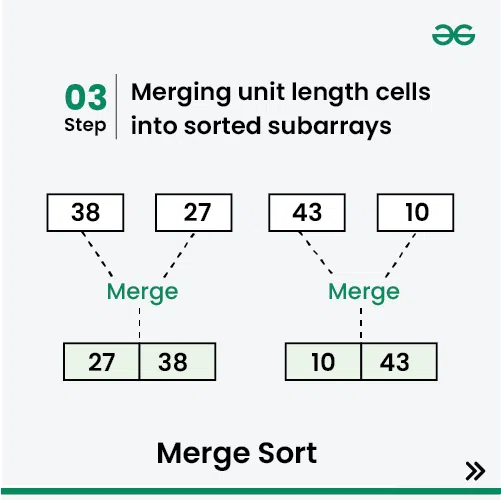 03
Step
Merging unit length cells
into sorted subarrays
38 27 43 10
Merge Merge
27 38 10 43
Merge Sort